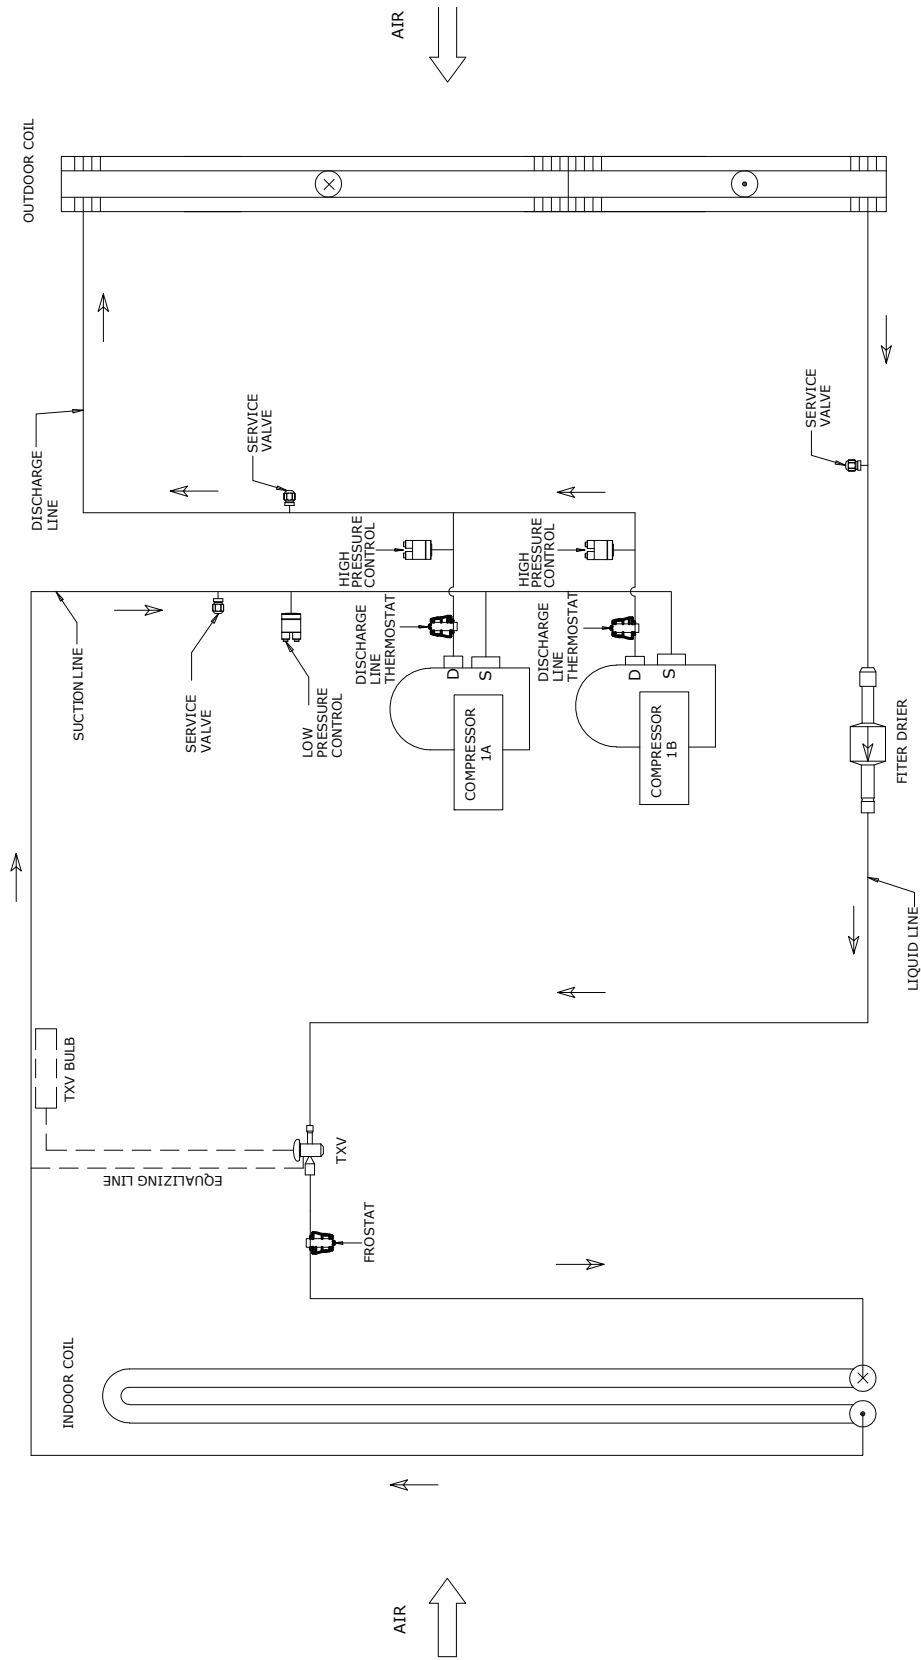 AIR
OUTDOOR COIL
DISCHARGE
LINE
SERVICE
VALVE
SERVICE
VALVE
HIGH
PRESSURE
CONTROL
HIGH
PRESSURE
CONTROL
SUCTION LINE
SERVICE
VALVE
LOW
PRESSURE
CONTROL
DISCHARGE
LINE
THERMOSTAT
DISCHARGE
LINE
THERMOSTAT
D
S
D
S
COMPRESSOR
1A
COMPRESSOR
1B
FITER DRIER
LIQUID LINE
TXV BULB
TXV
EQUALIZING LINE
FROSTAT
INDOOR COIL
AIR